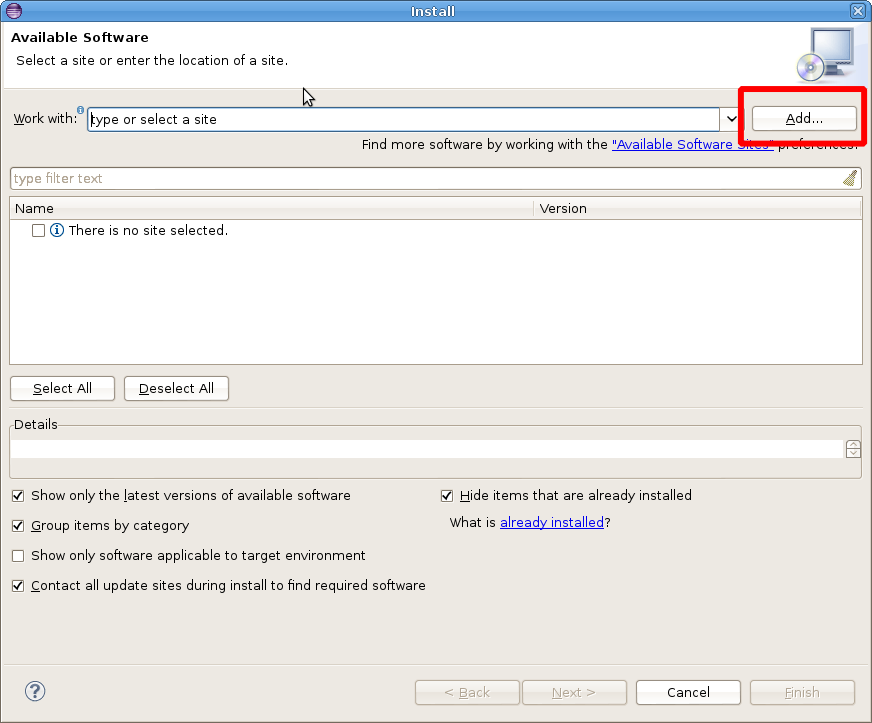 Install
Available Software
Select a site or enter the location of a site.
Work with: type or select a site Add...
Find more software by working with the "Available Software Sites" preferences.
type filter text
Name Version
There is no site selected.
Select All Deselect All
Details
Show only the latest versions of available software Hide items that are already installed
Group items by category What is already installed?
Show only software applicable to target environment
Contact all update sites during install to find required software
< Back Next > Cancel Finish